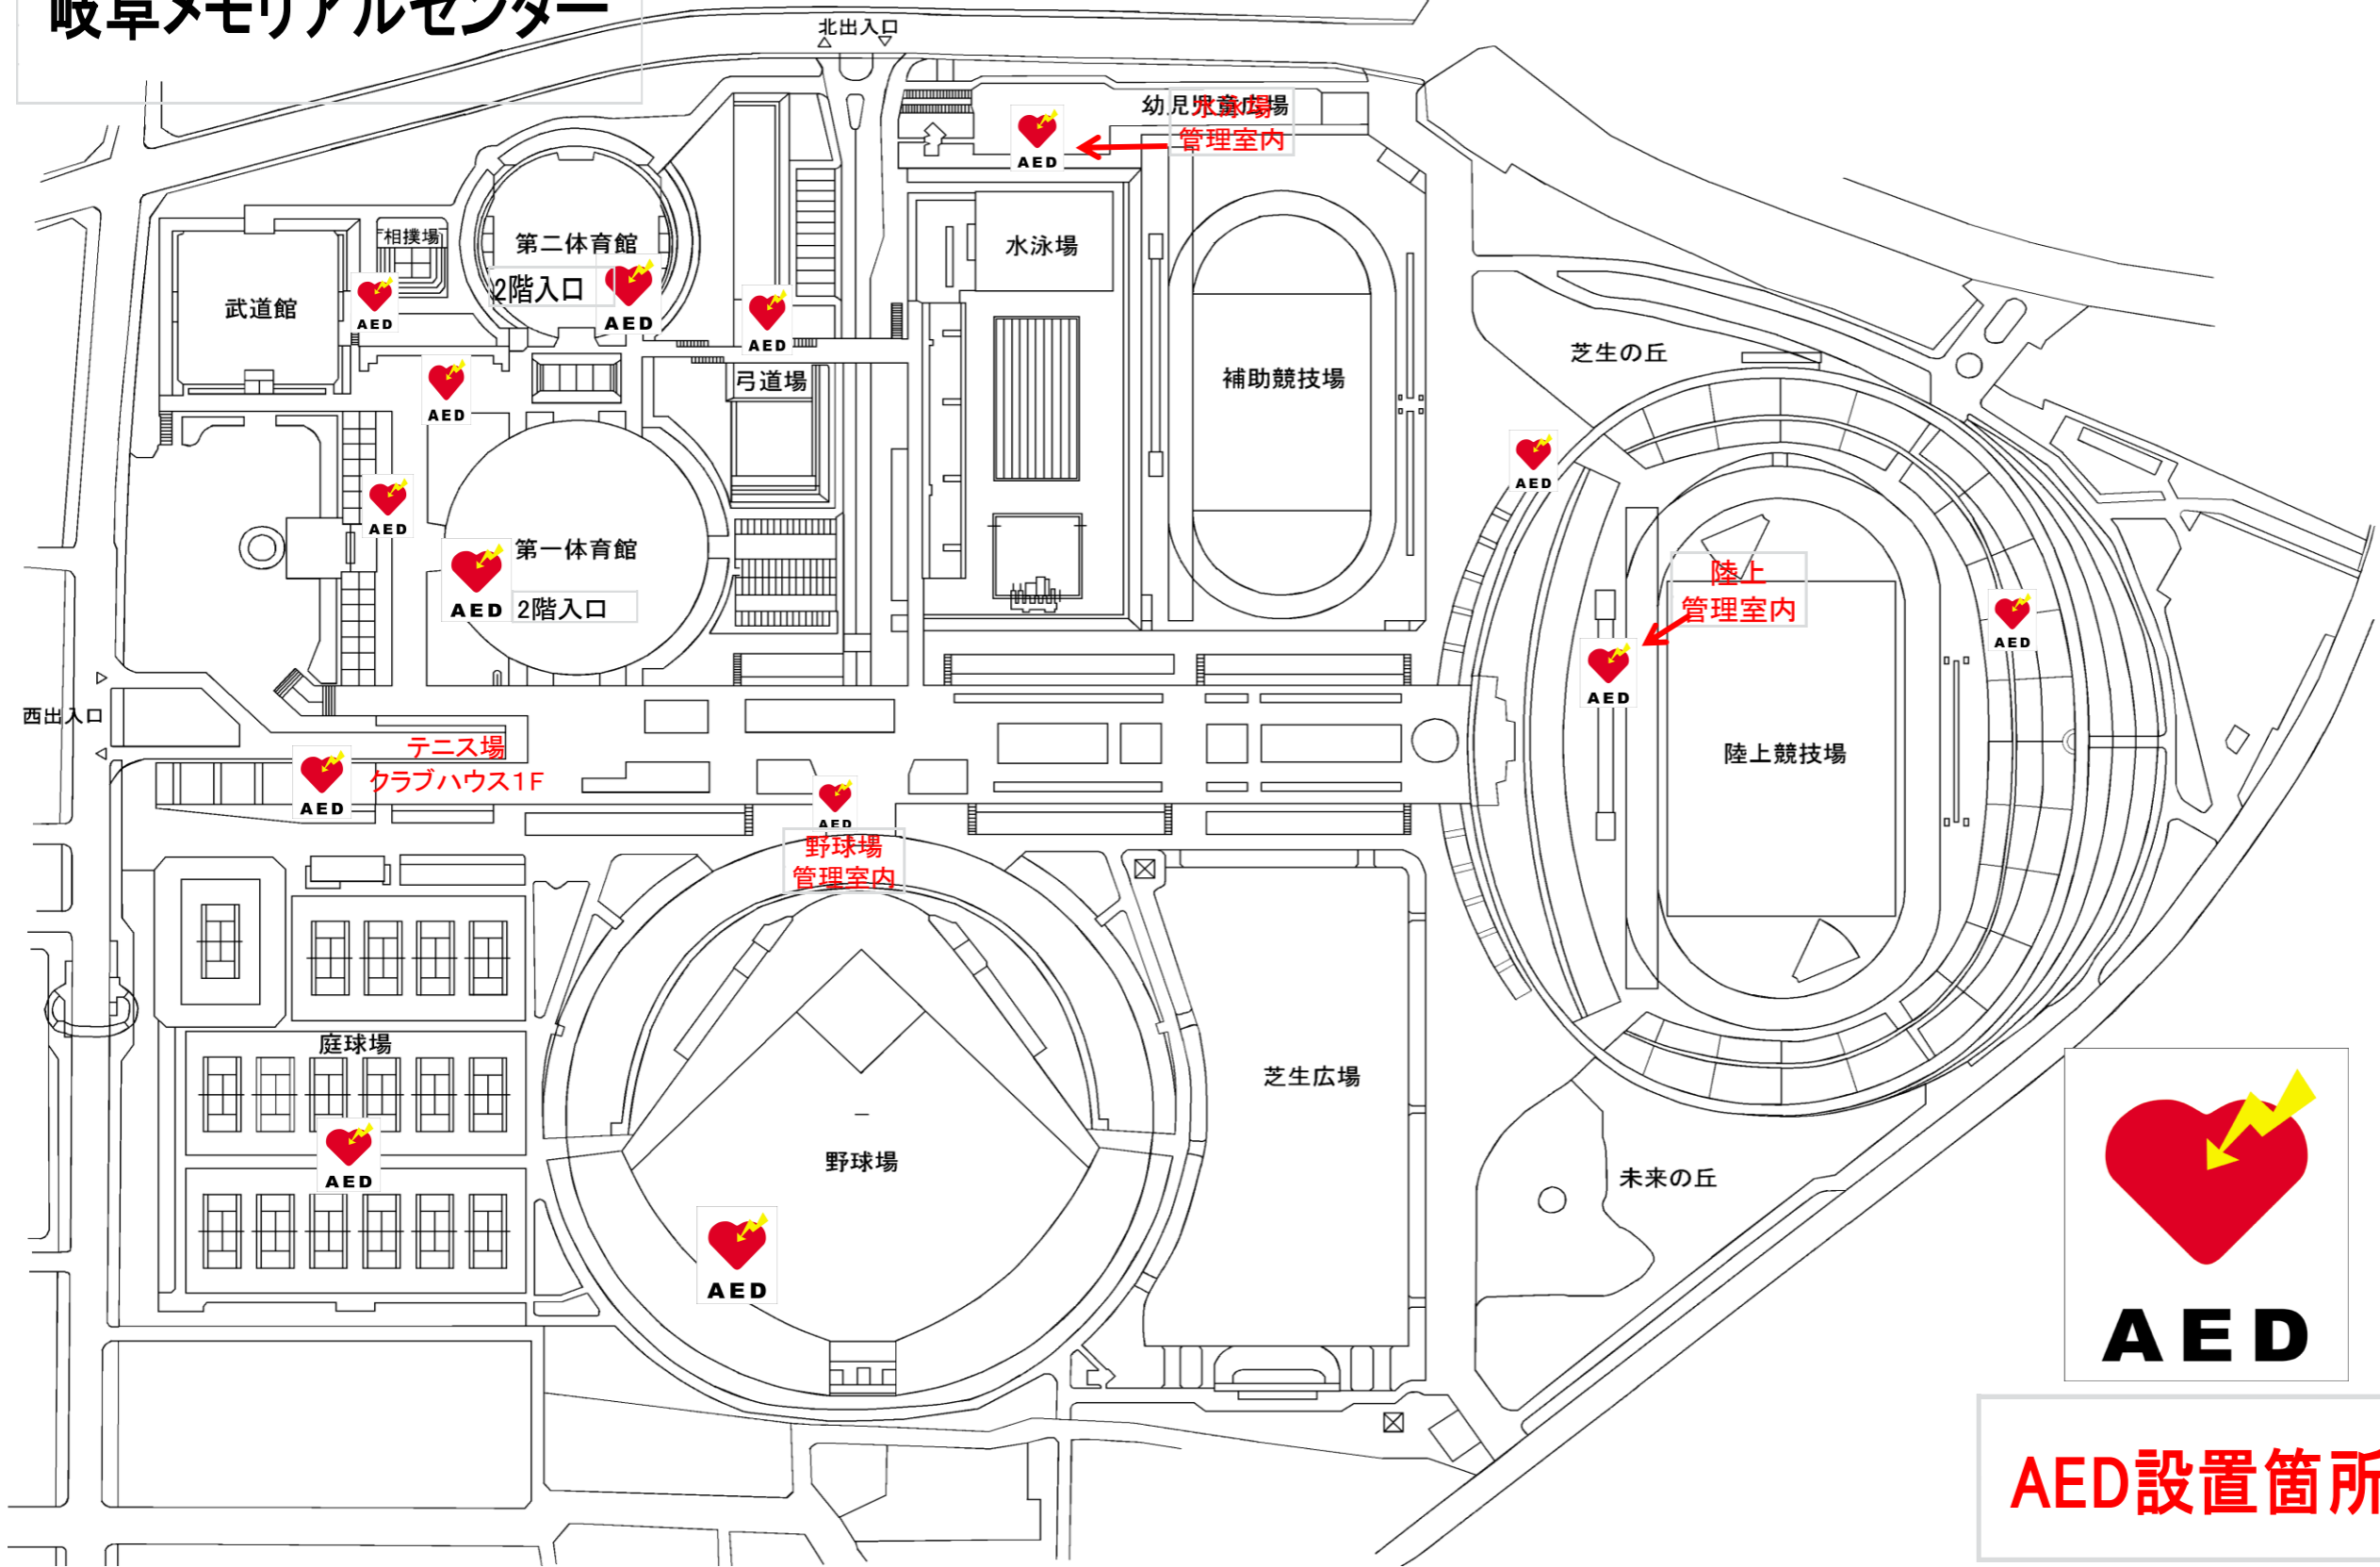 岐阜メモリアルセンター
北出入口
幼児児童広場
水泳場
管理室内
AED
相撲場
第二体育館
2階入口
AED
水泳場
武道館
AED
AED
芝生の丘
弓道場
補助競技場
AED
AED
AED
第一体育館
AED
2階入口
陸上
管理室内
AED
AED
西出入口
テニス場
クラブハウス1F
AED
陸上競技場
AED
野球場
管理室内
庭球場
芝生広場
AED
野球場
未来の丘
AED
AED
AED設置箇所